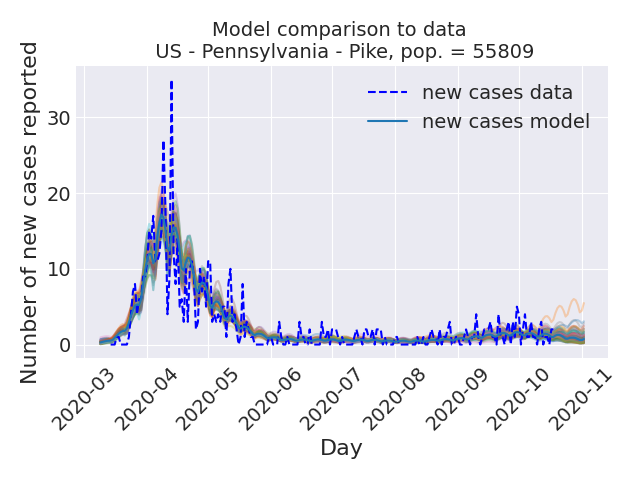 Model comparison to data
US - Pennsylvania - Pike, pop. = 55809
new cases data
new cases model
Number of new cases reported
30
20
10
0
2020-03
2020-04
2020-05
2020-06
2020-07
2020-08
2020-09
2020-10
2020-11
Day